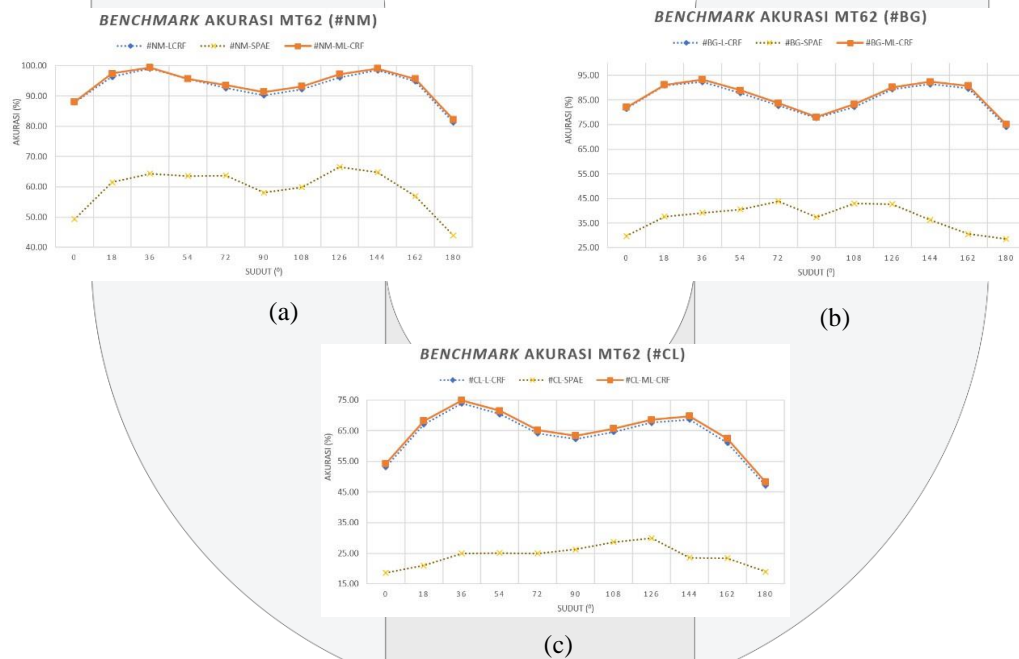 BENCHMARK AKURASI MT62 (#NM)
#NM-LCRF #NM-SPAE #NM-ML-CRF
AKURASI (%)
100.00
90.00
80.00
70.00
60.00
50.00
40.00
0 18 36 54 72 90 108 126 144 162 180
SUDUT (⁰)
(a)
BENCHMARK AKURASI MT62 (#BG)
#BG-L-CRF #BG-SPAE #BG-ML-CRF
AKURASI (%)
95.00
85.00
75.00
65.00
55.00
45.00
35.00
25.00
0 18 36 54 72 90 108 126 144 162 180
SUDUT (⁰)
(b)
BENCHMARK AKURASI MT62 (#CL)
#CL-L-CRF #CL-SPAE #CL-ML-CRF
AKURASI (%)
75.00
65.00
55.00
45.00
35.00
25.00
15.00
0 18 36 54 72 90 108 126 144 162 180
SUDUT (⁰)
(c)